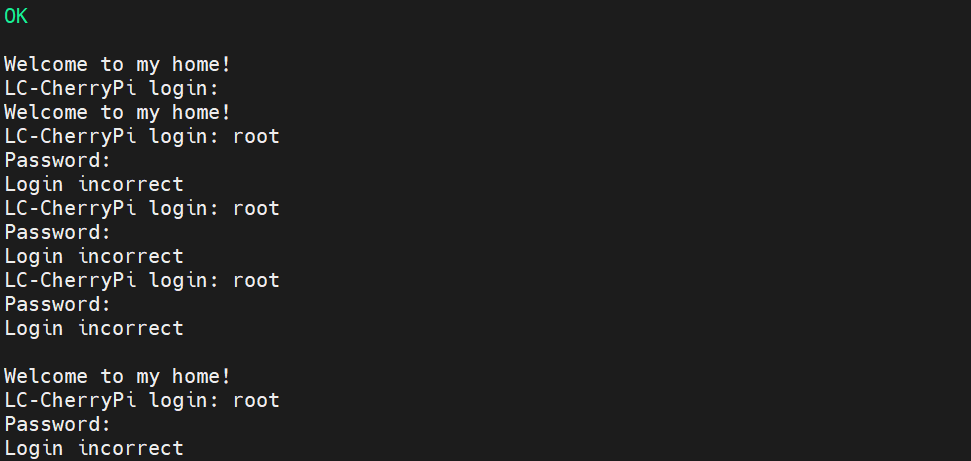 OK
Welcome to my home!
LC-CherryPi login:
Welcome to my home!
LC-CherryPi login: root
Password:
Login incorrect
LC-CherryPi login: root
Password:
Login incorrect
LC-CherryPi login: root
Password:
Login incorrect
Welcome to my home!
LC-CherryPi login: root
Password:
Login incorrect